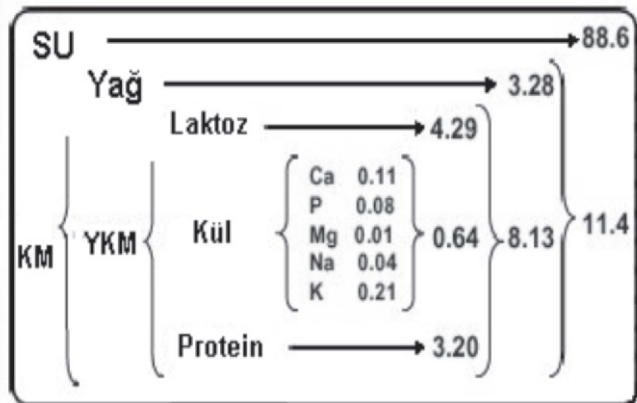 SU 88.6
Yağ 3.28
Laktoz 4.29
Ca 0.11
P 0.08
KM YKM Kül Mg 0.01 0.64 8.13 11.4
Na 0.04
K 0.21
Protein 3.20